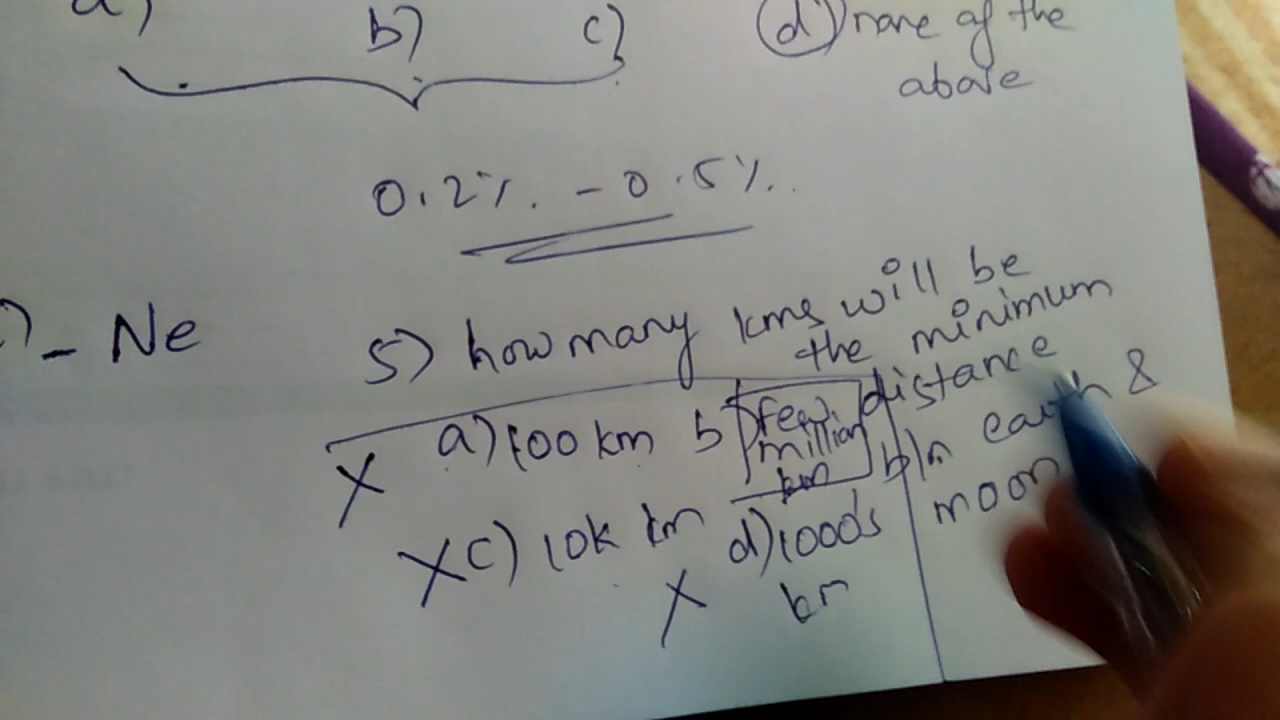 a) b) c) d) none of the
above
0.2% - 0.5%
?) - Ne
5) how many kms will be
the minimum
distance
b/n earth &
moon
a) 100 km b) few
million
km
X
X c) 10k km d) 1000's
km
X